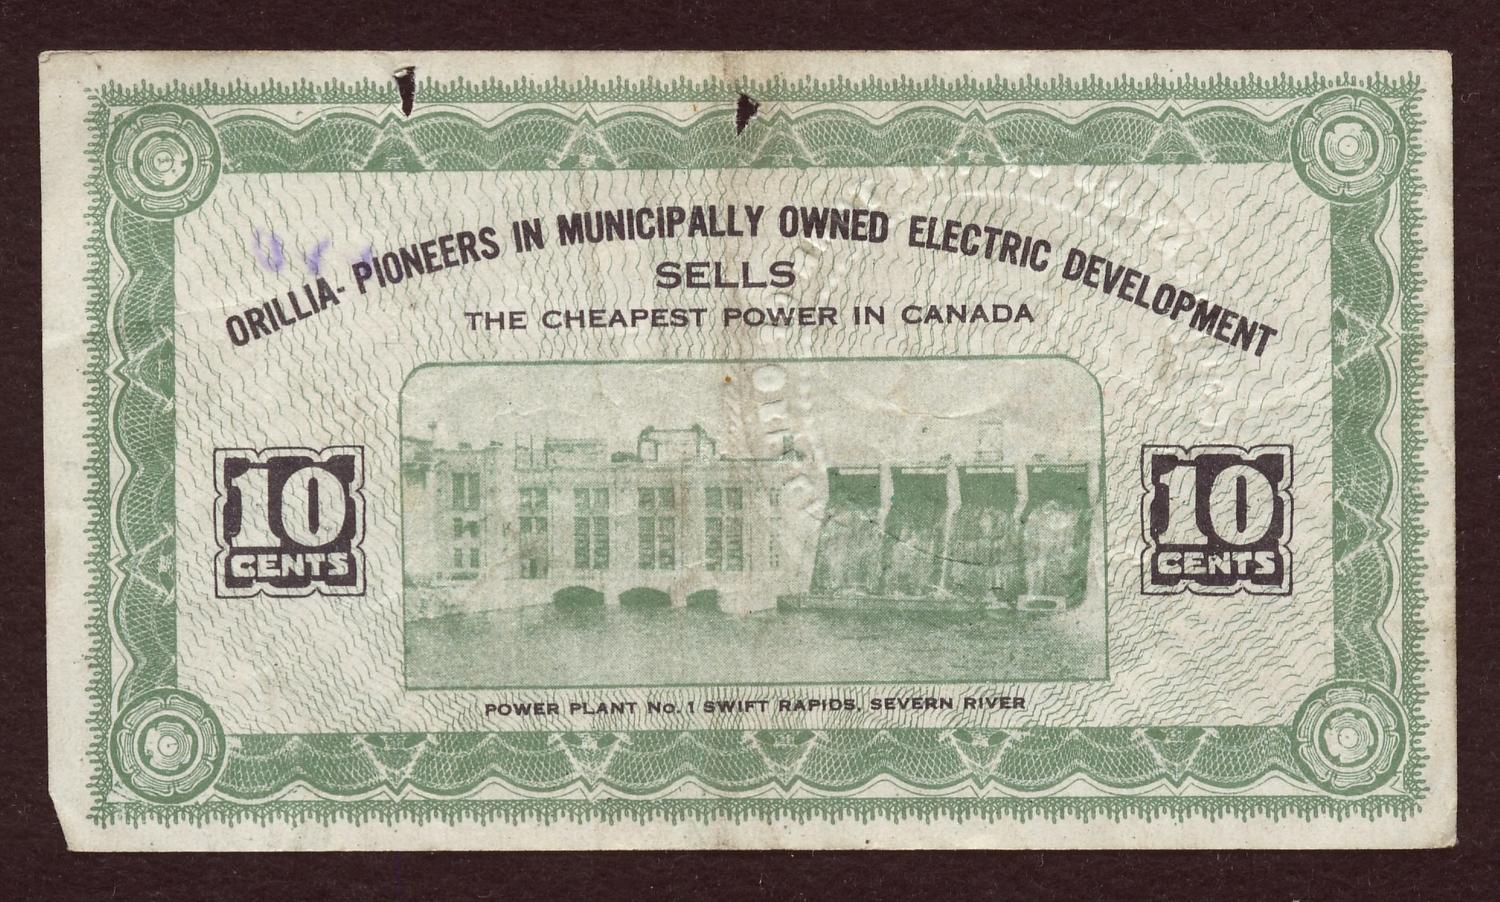 ORILLIA- PIONEERS IN MUNICIPALLY OWNED ELECTRIC DEVELOPMENT
SELLS
THE CHEAPEST POWER IN CANADA
10
CENTS
10
CENTS
POWER PLANT No. 1 SWIFT RAPIDS. SEVERN RIVER